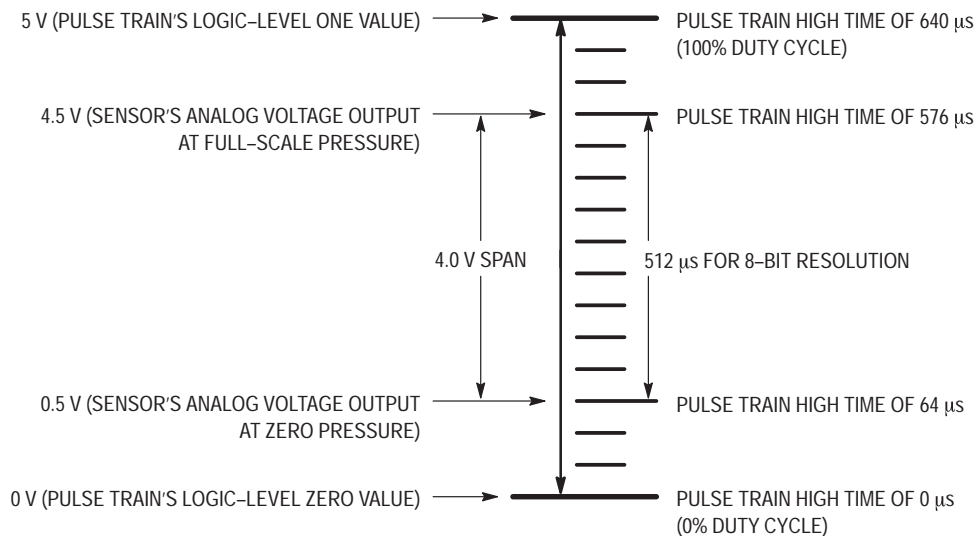 5 V (PULSE TRAIN'S LOGIC–LEVEL ONE VALUE)
PULSE TRAIN HIGH TIME OF 640 μs
(100% DUTY CYCLE)
4.5 V (SENSOR'S ANALOG VOLTAGE OUTPUT
AT FULL–SCALE PRESSURE)
PULSE TRAIN HIGH TIME OF 576 μs
4.0 V SPAN
512 μs FOR 8–BIT RESOLUTION
0.5 V (SENSOR'S ANALOG VOLTAGE OUTPUT
AT ZERO PRESSURE)
PULSE TRAIN HIGH TIME OF 64 μs
0 V (PULSE TRAIN'S LOGIC–LEVEL ZERO VALUE)
PULSE TRAIN HIGH TIME OF 0 μs
(0% DUTY CYCLE)